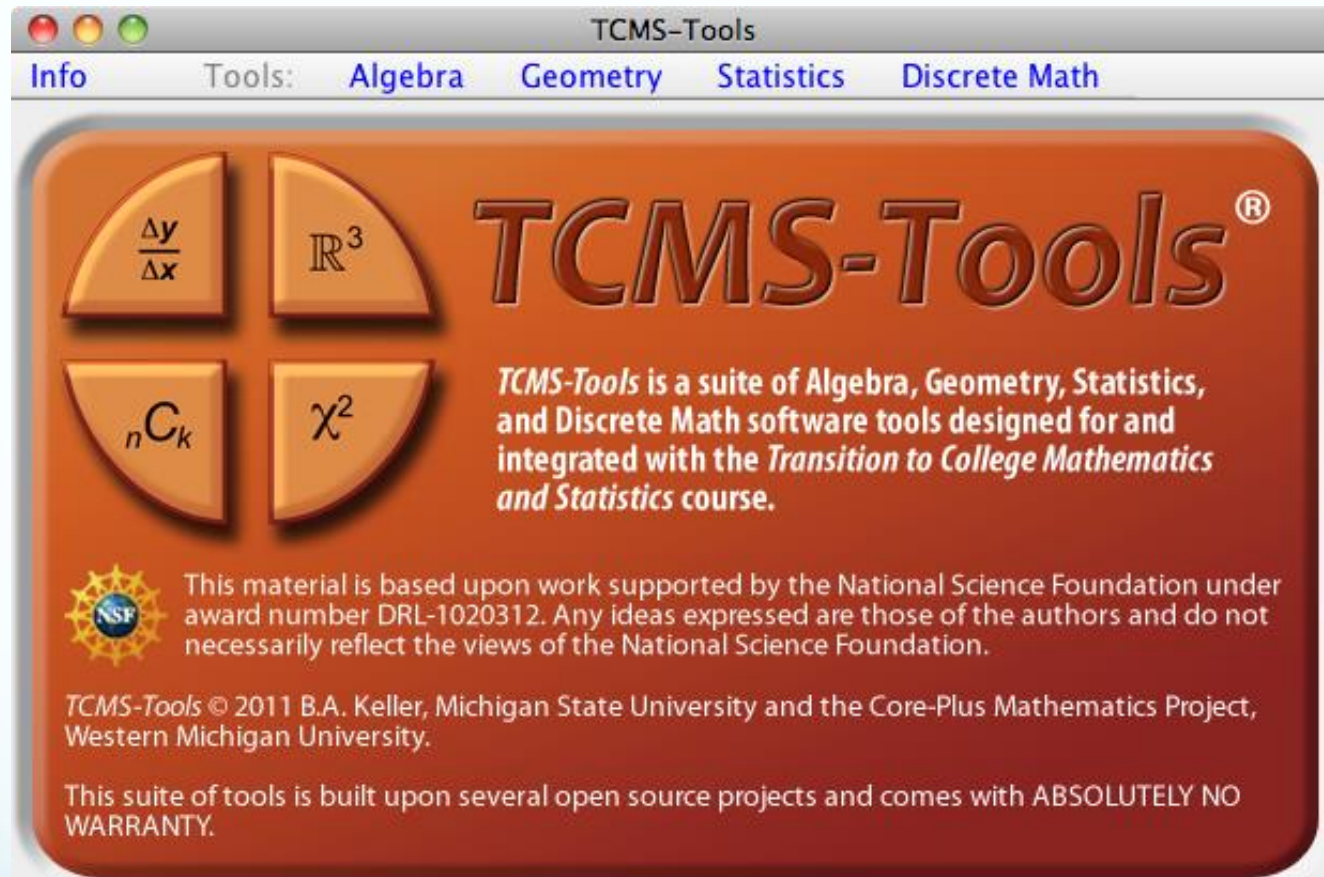 TCMS-Tools
Info Tools: Algebra Geometry Statistics Discrete Math
Δy
Δx
ℝ³
TCMS-Tools®
nCk
χ²
TCMS-Tools is a suite of Algebra, Geometry, Statistics,
and Discrete Math software tools designed for and
integrated with the Transition to College Mathematics
and Statistics course.
NSF
This material is based upon work supported by the National Science Foundation under
award number DRL-1020312. Any ideas expressed are those of the authors and do not
necessarily reflect the views of the National Science Foundation.
TCMS-Tools © 2011 B.A. Keller, Michigan State University and the Core-Plus Mathematics Project,
Western Michigan University.
This suite of tools is built upon several open source projects and comes with ABSOLUTELY NO
WARRANTY.